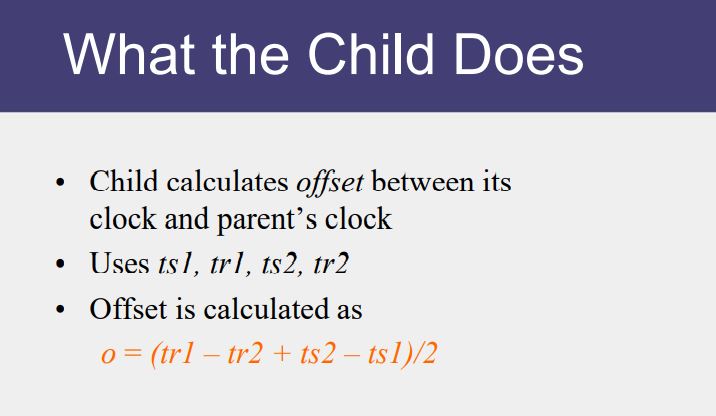 What the Child Does
• Child calculates offset between its
clock and parent’s clock
• Uses ts1, tr1, ts2, tr2
• Offset is calculated as
o = (tr1 – tr2 + ts2 – ts1)/2